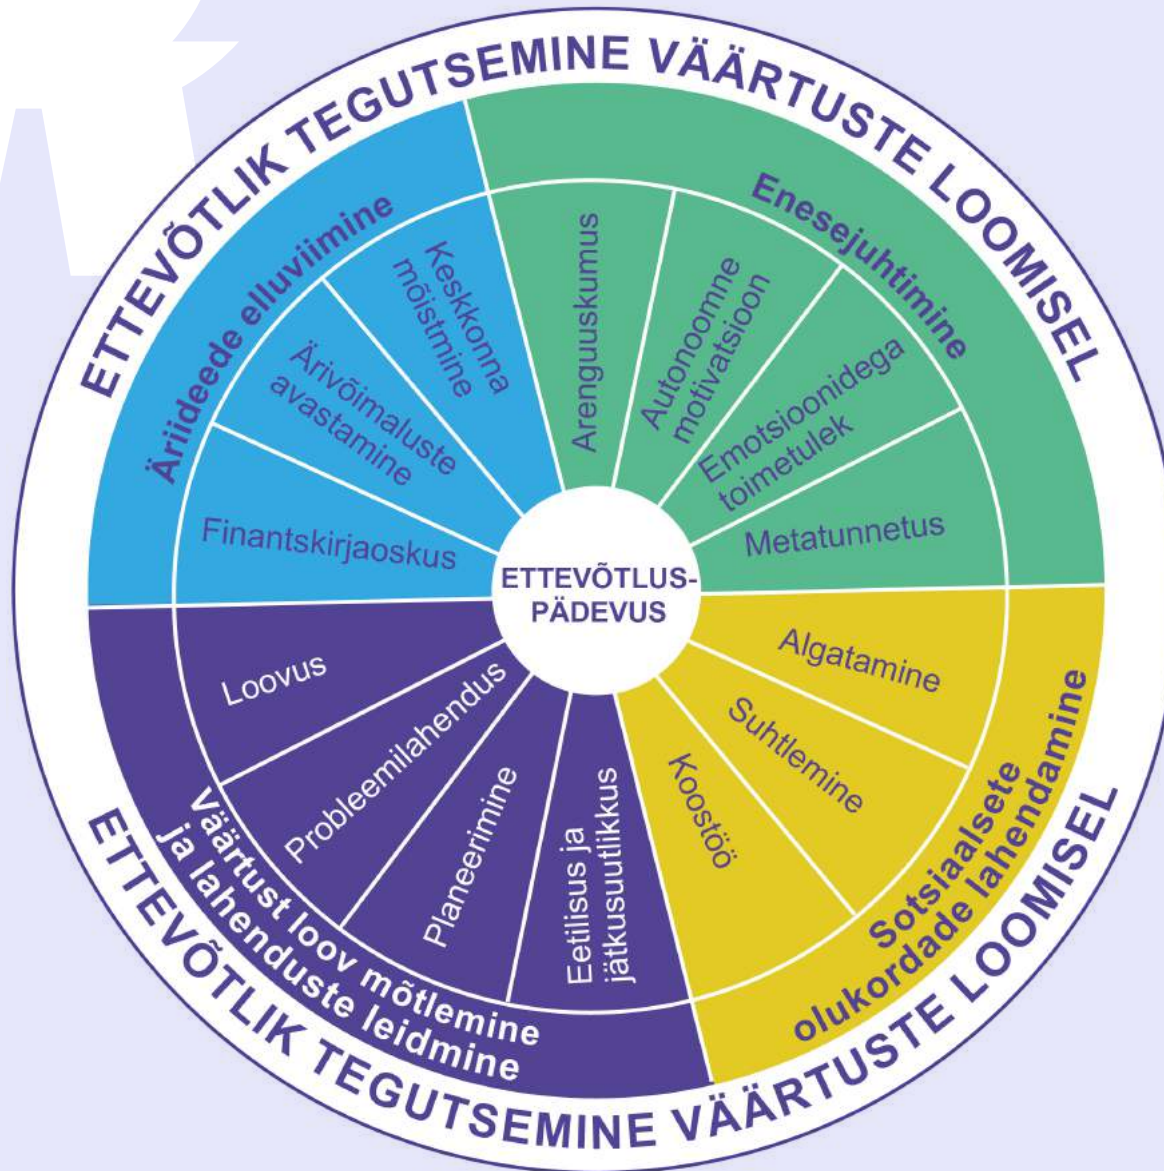 ETTEVÕTLIK TEGUTSEMINE VÄÄRTUSTE LOOMISEL
Enesejuhtimine
Arenguuskumus
Autonoomne
motivatsioon
Emotsioonidega
toimetulek
Metatunnetus
Sotsiaalsete
olukordade lahendamine
Algatamine
Suhtlemine
Koostöö
Väärtust loov mõtlemine
ja lahenduste leidmine
Eetilisus ja
jätkusuutlikkus
Planeerimine
Probleemilahendus
Loovus
Äriideede elluviimine
Finantskirjaoskus
Ärivõimaluste
avastamine
Keskkonna
mõistmine
ETTEVÕTLUS-
PÄDEVUS
ETTEVÕTLIK TEGUTSEMINE VÄÄRTUSTE LOOMISEL